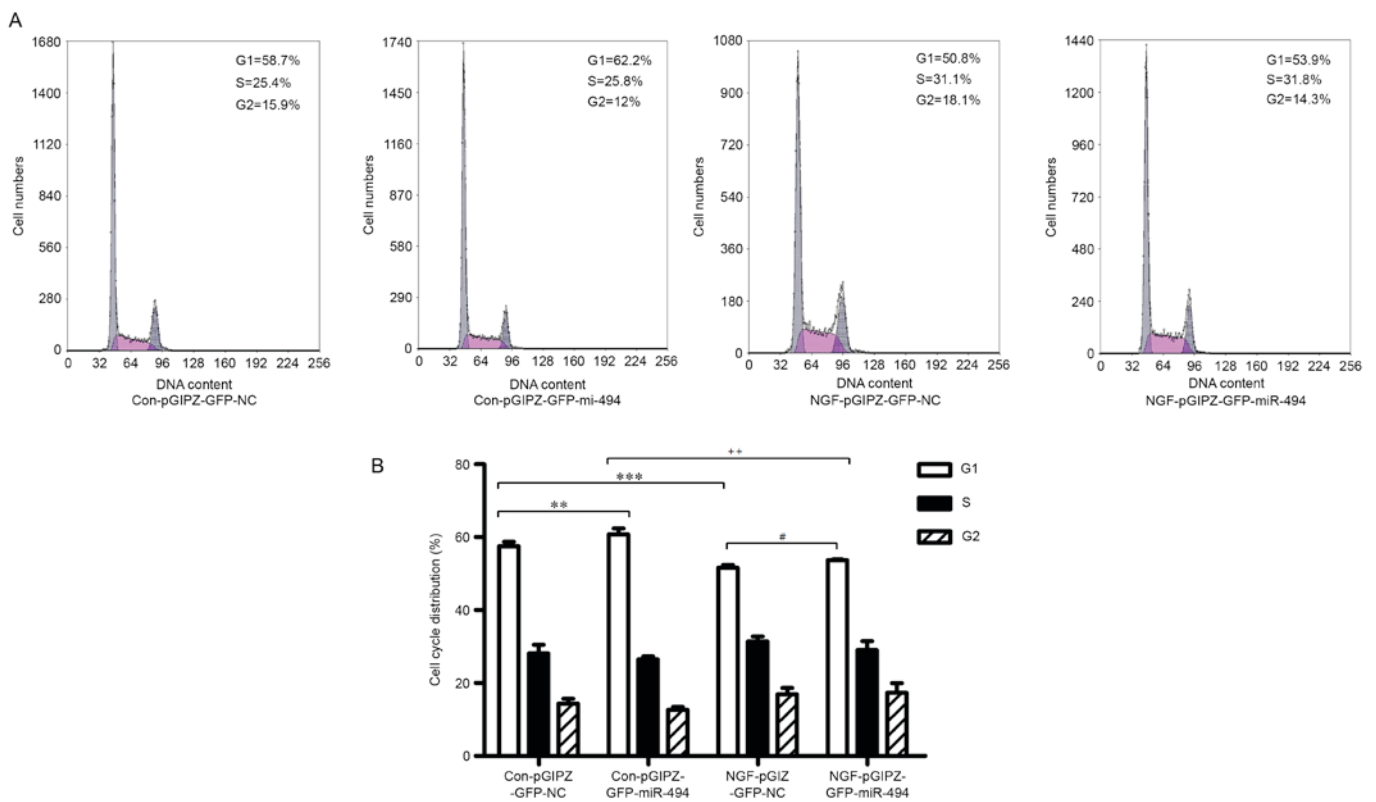 A
1680
1400
1120
840
560
280
0
Cell numbers
G1=58.7%
S=25.4%
G2=15.9%
0 32 64 96 128 160 192 224 256
DNA content
Con-pGIPZ-GFP-NC
1740
1450
1160
870
580
290
0
Cell numbers
G1=62.2%
S=25.8%
G2=12%
0 32 64 96 128 160 192 224 256
DNA content
Con-pGIPZ-GFP-mi-494
1080
900
720
540
360
180
0
Cell numbers
G1=50.8%
S=31.1%
G2=18.1%
0 32 64 96 128 160 192 224 256
DNA content
NGF-pGIPZ-GFP-NC
1440
1200
960
720
480
240
0
Cell numbers
G1=53.9%
S=31.8%
G2=14.3%
0 32 64 96 128 160 192 224 256
DNA content
NGF-pGIPZ-GFP-miR-494
B
80
60
40
20
0
Cell cycle distribution (%)
++
***
**
#
G1
S
G2
Con-pGIPZ
-GFP-NC
Con-pGIPZ-
GFP-miR-494
NGF-pGIZ
-GFP-NC
NGF-pGIPZ-
GFP-miR-494